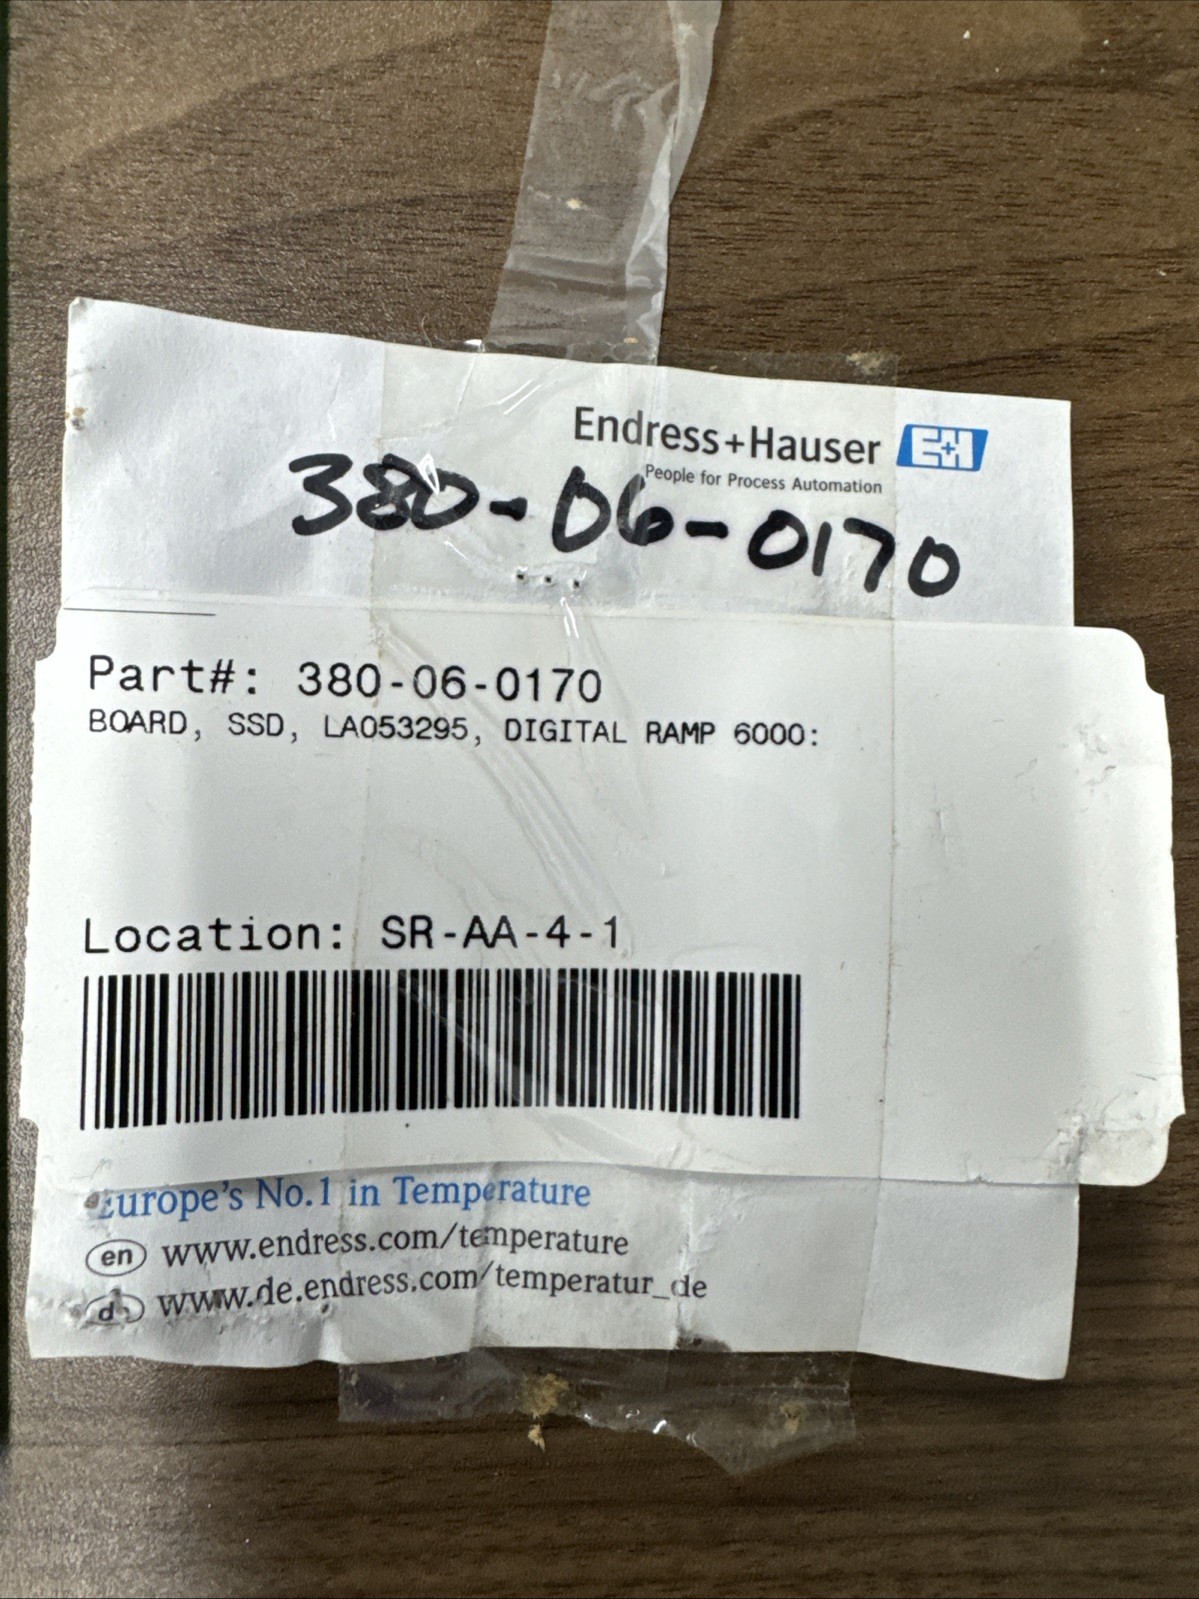 Endress+Hauser E+H
People for Process Automation
380-06-0170
Part#: 380-06-0170
BOARD, SSD, LA053295, DIGITAL RAMP 6000:
Location: SR-AA-4-1
Europe's No.1 in Temperature
en www.endress.com/temperature
d www.de.endress.com/temperatur_de